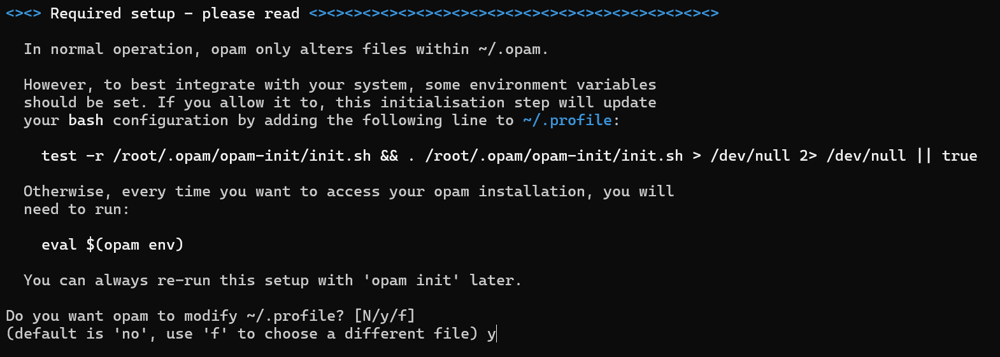 <><> Required setup - please read <><><><><><><><><><><><><><><><><><><><><><><>
In normal operation, opam only alters files within ~/.opam.
However, to best integrate with your system, some environment variables
should be set. If you allow it to, this initialisation step will update
your bash configuration by adding the following line to ~/.profile:
test -r /root/.opam/opam-init/init.sh && . /root/.opam/opam-init/init.sh > /dev/null 2> /dev/null || true
Otherwise, every time you want to access your opam installation, you will
need to run:
eval $(opam env)
You can always re-run this setup with 'opam init' later.
Do you want opam to modify ~/.profile? [N/y/f]
(default is 'no', use 'f' to choose a different file) y